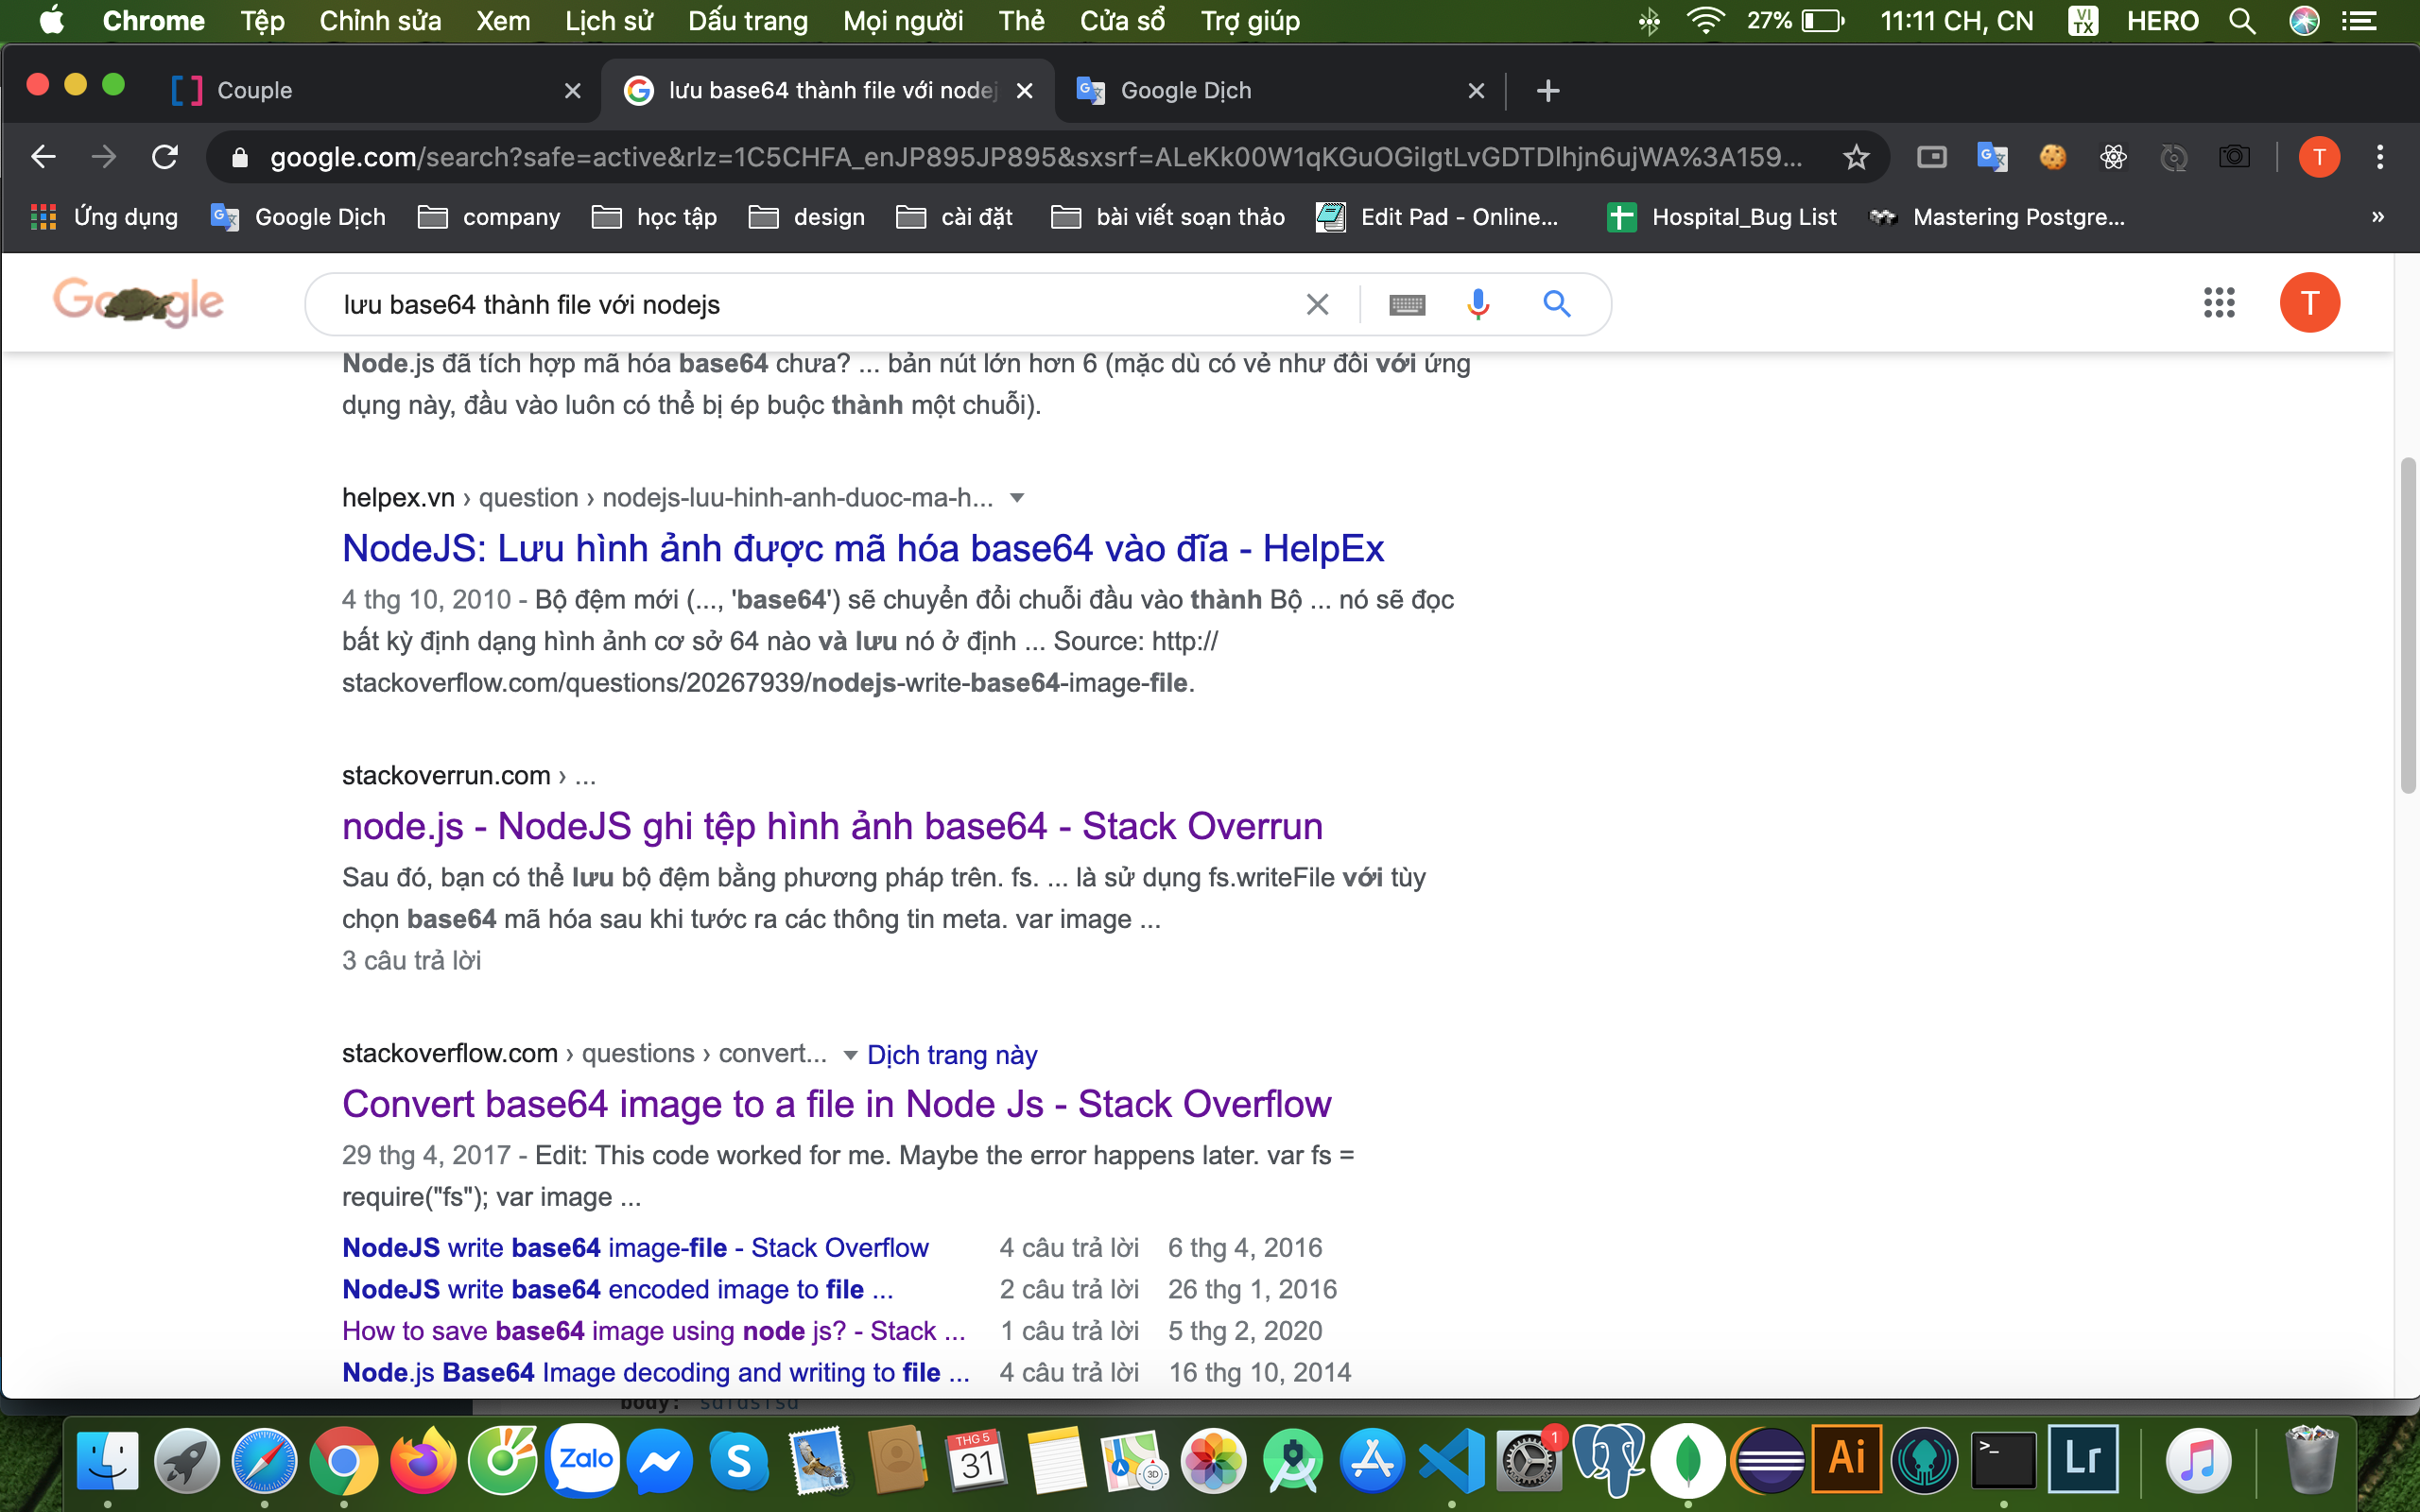 Chrome Tệp Chỉnh sửa Xem Lịch sử Dấu trang Mọi người Thẻ Cửa sổ Trợ giúp 27% 11:11 CH, CN VI TX HERO
Couple lưu base64 thành file với nodej Google Dịch
google.com/search?safe=active&rlz=1C5CHFA_enJP895JP895&sxsrf=ALeKk00W1qKGuOGiIgtLvGDTDlhjn6ujWA%3A159... T
Ứng dụng Google Dịch company học tập design cài đặt bài viết soạn thảo Edit Pad - Online... Hospital_Bug List Mastering Postgre... »
Google lưu base64 thành file với nodejs T
Node.js đã tích hợp mã hóa base64 chưa? ... bản nút lớn hơn 6 (mặc dù có vẻ như đối với ứng
dụng này, đầu vào luôn có thể bị ép buộc thành một chuỗi).
helpex.vn › question › nodejs-luu-hinh-anh-duoc-ma-h...
NodeJS: Lưu hình ảnh được mã hóa base64 vào đĩa - HelpEx
4 thg 10, 2010 - Bộ đệm mới (..., 'base64') sẽ chuyển đổi chuỗi đầu vào thành Bộ ... nó sẽ đọc
bất kỳ định dạng hình ảnh cơ sở 64 nào và lưu nó ở định ... Source: http://
stackoverflow.com/questions/20267939/nodejs-write-base64-image-file.
stackoverrun.com › ...
node.js - NodeJS ghi tệp hình ảnh base64 - Stack Overrun
Sau đó, bạn có thể lưu bộ đệm bằng phương pháp trên. fs. ... là sử dụng fs.writeFile với tùy
chọn base64 mã hóa sau khi tước ra các thông tin meta. var image ...
3 câu trả lời
stackoverflow.com › questions › convert... Dịch trang này
Convert base64 image to a file in Node Js - Stack Overflow
29 thg 4, 2017 - Edit: This code worked for me. Maybe the error happens later. var fs =
require("fs"); var image ...
NodeJS write base64 image-file - Stack Overflow 4 câu trả lời 6 thg 4, 2016
NodeJS write base64 encoded image to file ... 2 câu trả lời 26 thg 1, 2016
How to save base64 image using node js? - Stack ... 1 câu trả lời 5 thg 2, 2020
Node.js Base64 Image decoding and writing to file ... 4 câu trả lời 16 thg 10, 2014
body:
Zalo S THG 5 31 3D 1 Ai >_ Lr